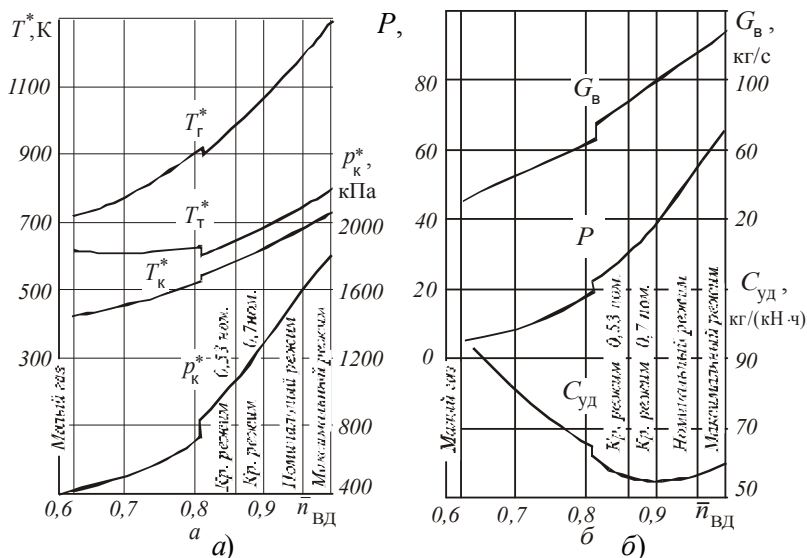 T*,К
1100
900
700
500
300
T*г
T*т
T*к
p*к
p*к,
кПа
2000
1600
1200
800
400
Малый газ
Кр. режим 0,53 ном.
Кр. режим 0,7ном.
Номинальный режим
Максимальный режим
0,6 0,7 0,8 0,9 n̅ВД
а
а)
P,
80
60
40
20
0
Gв
P
Cуд
Gв,
кг/с
100
60
20
Cуд,
кг/(кН·ч)
90
70
50
Малый газ
Кр. режим 0,53 ном.
Кр. режим 0,7 ном.
Номинальный режим
Максимальный режим
0,6 0,7 0,8 0,9 n̅ВД
б
б)